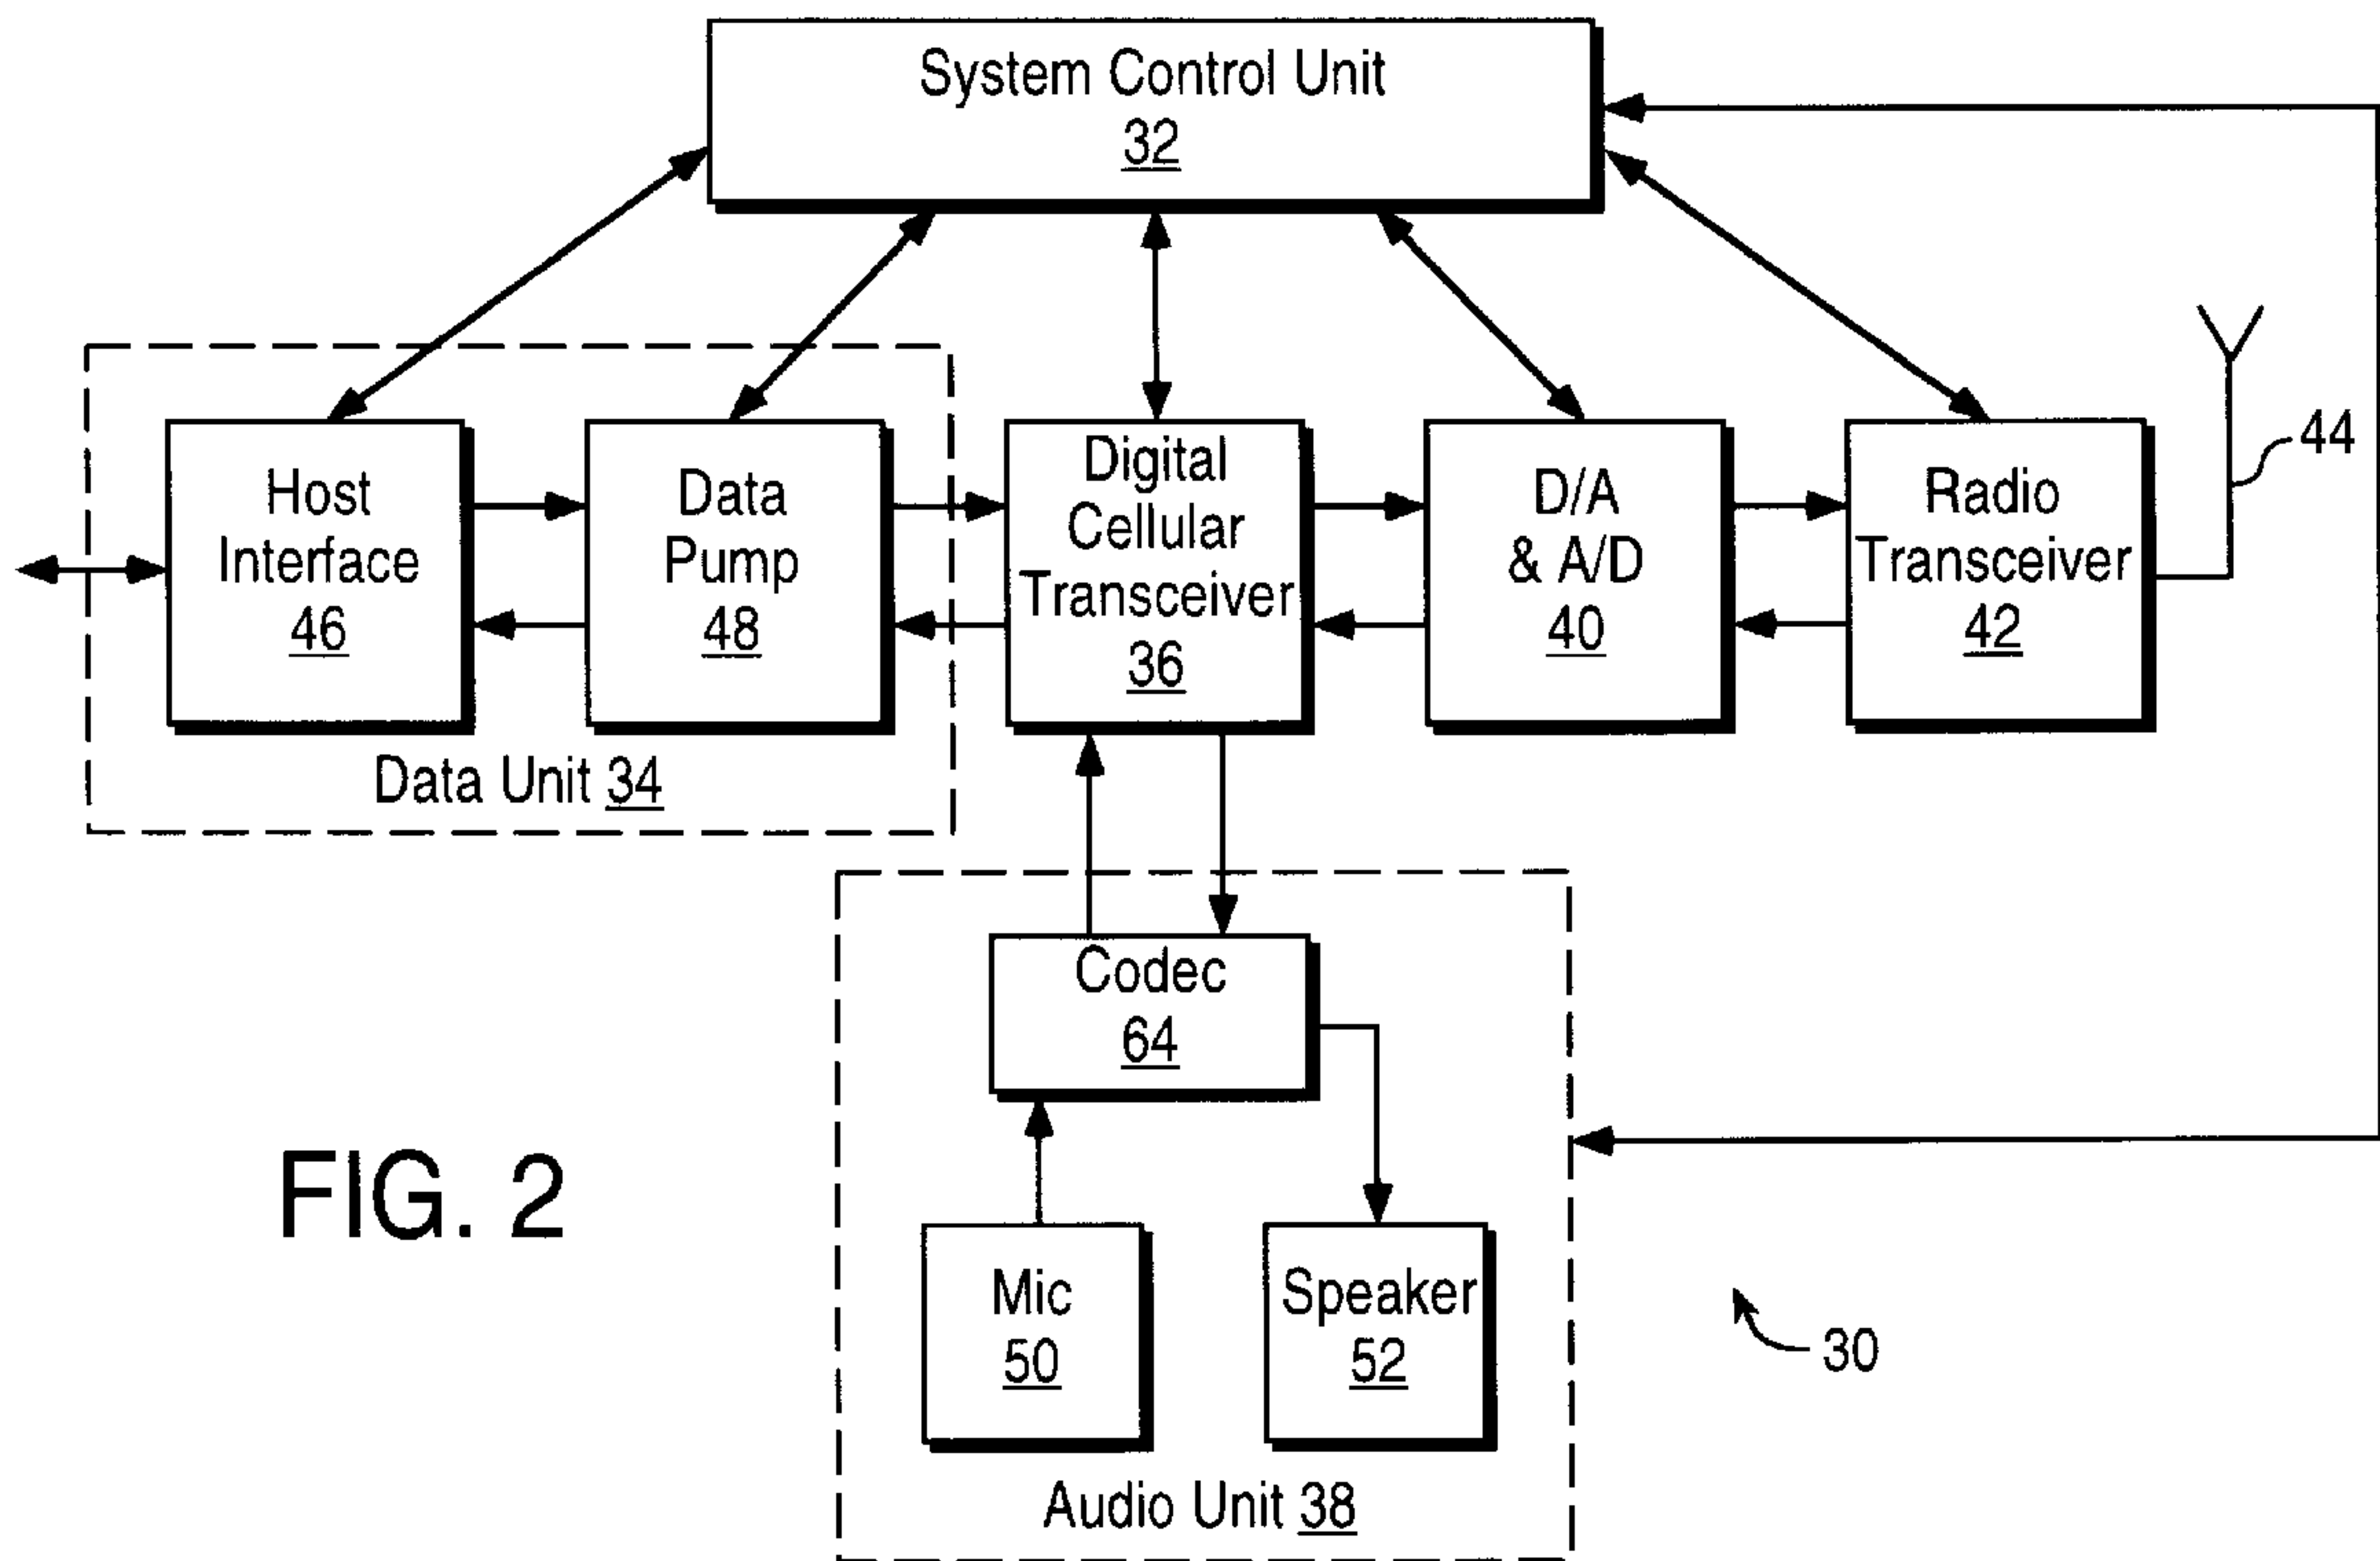 System Control Unit
32
Host
Interface
46
Data
Pump
48
Data Unit 34
Digital
Cellular
Transceiver
36
D/A
& A/D
40
Radio
Transceiver
42
44
Codec
64
Mic
50
Speaker
52
Audio Unit 38
30
FIG. 2